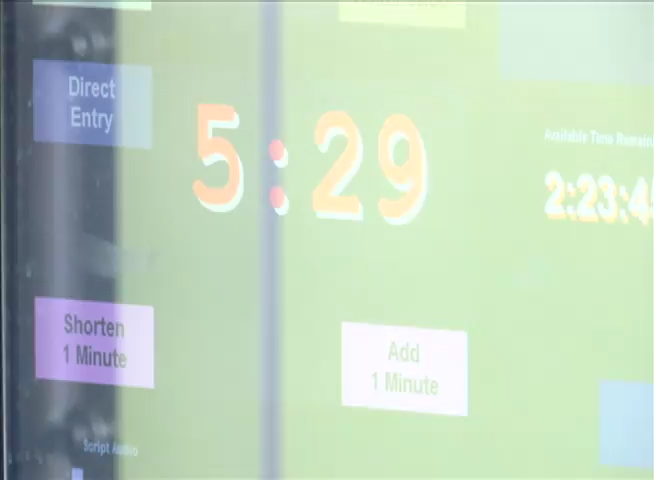 Direct
Entry
5:29
Available Time Remain
2:23:4
Shorten
1 Minute
Add
1 Minute
Script Audio